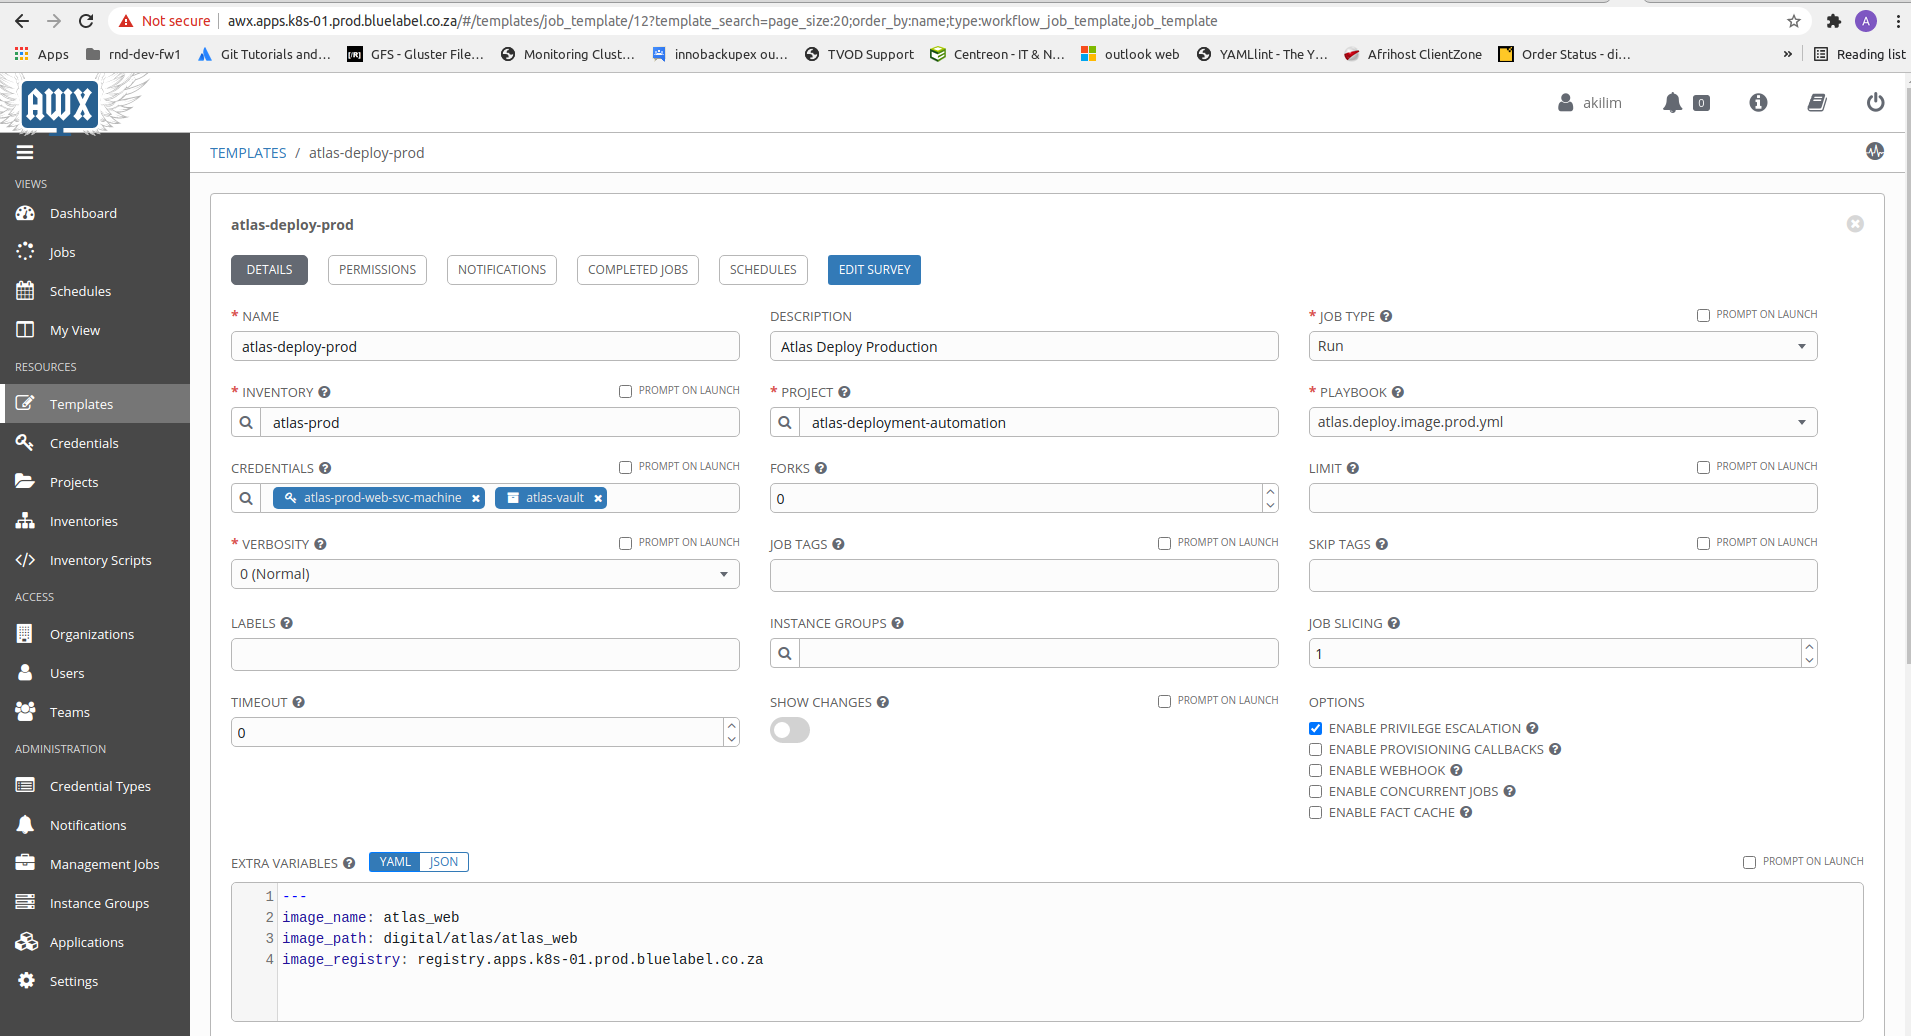 Not secure awx.apps.k8s-01.prod.bluelabel.co.za/#/templates/job_template/12?template_search=page_size:20;order_by:name;type:workflow_job_template,job_template A
Apps rnd-dev-fw1 Git Tutorials and... GFS - Gluster File... Monitoring Clust... innobackupex ou... TVOD Support Centreon - IT & N... outlook web YAMLlint - The Y... Afrihost ClientZone Order Status - di... » Reading list
AWX
akilim 0
TEMPLATES / atlas-deploy-prod
VIEWS
Dashboard
Jobs
Schedules
My View
RESOURCES
Templates
Credentials
Projects
Inventories
Inventory Scripts
ACCESS
Organizations
Users
Teams
ADMINISTRATION
Credential Types
Notifications
Management Jobs
Instance Groups
Applications
Settings
atlas-deploy-prod
DETAILS PERMISSIONS NOTIFICATIONS COMPLETED JOBS SCHEDULES EDIT SURVEY
* NAME DESCRIPTION * JOB TYPE PROMPT ON LAUNCH
atlas-deploy-prod Atlas Deploy Production Run
* INVENTORY PROMPT ON LAUNCH * PROJECT * PLAYBOOK
atlas-prod atlas-deployment-automation atlas.deploy.image.prod.yml
CREDENTIALS PROMPT ON LAUNCH FORKS LIMIT PROMPT ON LAUNCH
atlas-prod-web-svc-machine atlas-vault 0
* VERBOSITY PROMPT ON LAUNCH JOB TAGS PROMPT ON LAUNCH SKIP TAGS PROMPT ON LAUNCH
0 (Normal)
LABELS INSTANCE GROUPS JOB SLICING
1
TIMEOUT SHOW CHANGES PROMPT ON LAUNCH OPTIONS
0
ENABLE PRIVILEGE ESCALATION
ENABLE PROVISIONING CALLBACKS
ENABLE WEBHOOK
ENABLE CONCURRENT JOBS
ENABLE FACT CACHE
EXTRA VARIABLES YAML JSON PROMPT ON LAUNCH
1 ---
2 image_name: atlas_web
3 image_path: digital/atlas/atlas_web
4 image_registry: registry.apps.k8s-01.prod.bluelabel.co.za